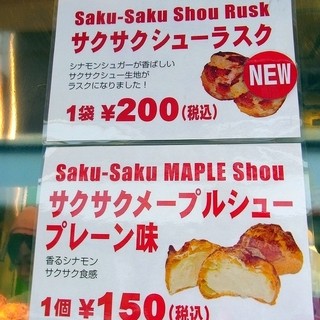 Saku-Saku Shou Rusk
サクサクシューラスク
シナモンシュガーが香ばしい
サクサクシュー生地が
ラスクになりました！
NEW
1袋 ¥200(税込)
Saku-Saku MAPLE Shou
サクサクメープルシュー
プレーン味
香るシナモン
サクサク食感
1個 ¥150(税込)